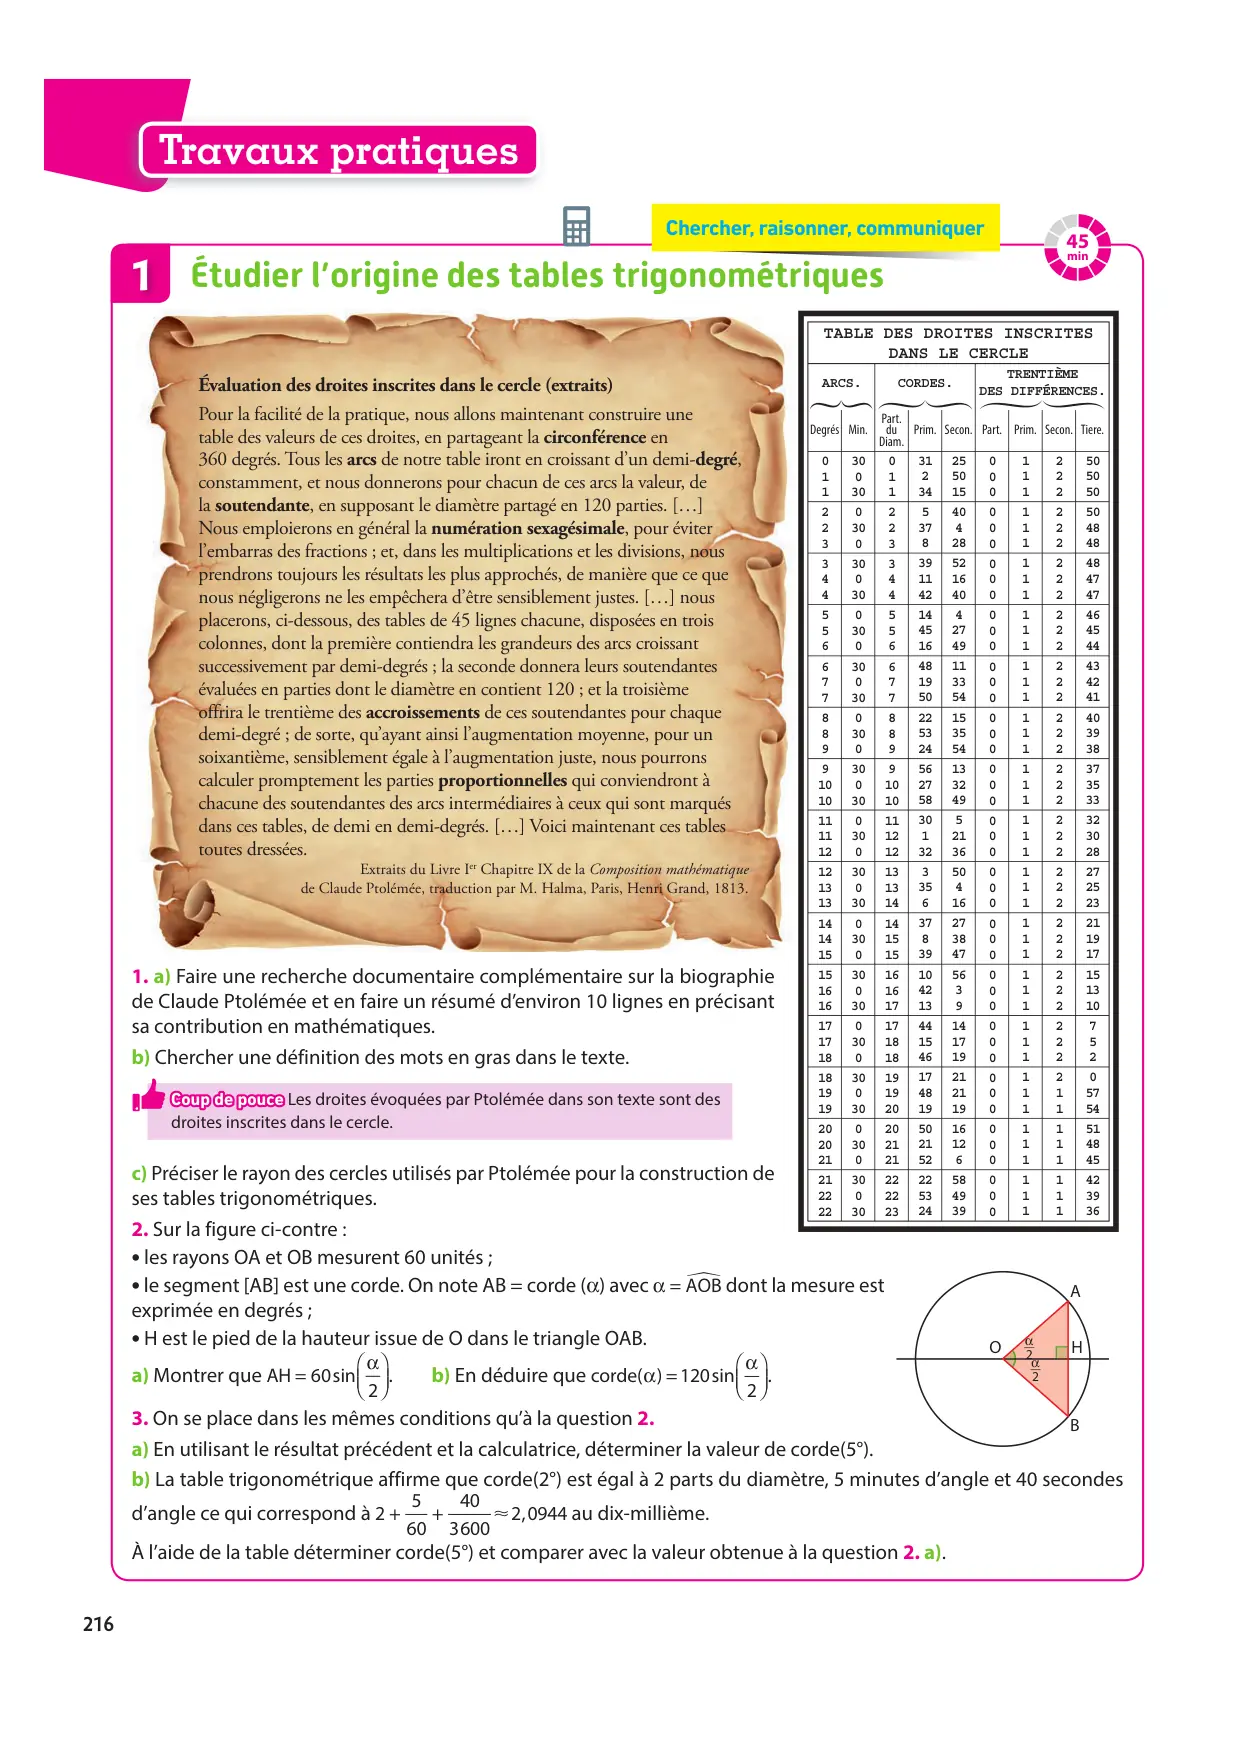 Travaux pratiques
Chercher, raisonner, communiquer
45
min
1
Étudier l'origine des tables trigonométriques
Évaluation des droites inscrites dans le cercle (extraits)
Pour la facilité de la pratique, nous allons maintenant construire une
table des valeurs de ces droites, en partageant la circonférence en
360 degrés. Tous les arcs de notre table iront en croissant d'un demi-degré,
constamment, et nous donnerons pour chacun de ces arcs la valeur, de
la soutendante, en supposant le diamètre partagé en 120 parties. […]
Nous emploierons en général la numération sexagésimale, pour éviter
l'embarras des fractions ; et, dans les multiplications et les divisions, nous
prendrons toujours les résultats les plus approchés, de manière que ce que
nous négligerons ne les empêchera d'être sensiblement justes. […] nous
placerons, ci-dessous, des tables de 45 lignes chacune, disposées en trois
colonnes, dont la première contiendra les grandeurs des arcs croissant
successivement par demi-degrés ; la seconde donnera leurs soutendantes
évaluées en parties dont le diamètre en contient 120 ; et la troisième
offrira le trentième des accroissements de ces soutendantes pour chaque
demi-degré ; de sorte, qu'ayant ainsi l'augmentation moyenne, pour un
soixantième, sensiblement égale à l'augmentation juste, nous pourrons
calculer promptement les parties proportionnelles qui conviendront à
chacune des soutendantes des arcs intermédiaires à ceux qui sont marqués
dans ces tables, de demi en demi-degrés. […] Voici maintenant ces tables
toutes dressées.
Extraits du Livre Ier Chapitre IX de la Composition mathématique
de Claude Ptolémée, traduction par M. Halma, Paris, Henri Grand, 1813.
TABLE DES DROITES INSCRITES
DANS LE CERCLE
ARCS. CORDES. TRENTIÈME
DES DIFFÉRENCES.
Degrés Min. Part. du Diam. Prim. Secon. Part. Prim. Secon. Tiere.
0 30 0 31 25 0 1 2 50
1 0 1 2 50 0 1 2 50
1 30 1 34 15 0 1 2 50
2 0 2 5 40 0 1 2 50
2 30 2 37 4 0 1 2 48
3 0 3 8 28 0 1 2 48
3 30 3 39 52 0 1 2 48
4 0 4 11 16 0 1 2 47
4 30 4 42 40 0 1 2 47
5 0 5 14 4 0 1 2 46
5 30 5 45 27 0 1 2 45
6 0 6 16 49 0 1 2 44
6 30 6 48 11 0 1 2 43
7 0 7 19 33 0 1 2 42
7 30 7 50 54 0 1 2 41
8 0 8 22 15 0 1 2 40
8 30 8 53 35 0 1 2 39
9 0 9 24 54 0 1 2 38
9 30 9 56 13 0 1 2 37
10 0 10 27 32 0 1 2 35
10 30 10 58 49 0 1 2 33
11 0 11 30 5 0 1 2 32
11 30 12 1 21 0 1 2 30
12 0 12 32 36 0 1 2 28
12 30 13 3 50 0 1 2 27
13 0 13 35 4 0 1 2 25
13 30 14 6 16 0 1 2 23
14 0 14 37 27 0 1 2 21
14 30 15 8 38 0 1 2 19
15 0 15 39 47 0 1 2 17
15 30 16 10 56 0 1 2 15
16 0 16 42 3 0 1 2 13
16 30 17 13 9 0 1 2 10
17 0 17 44 14 0 1 2 7
17 30 18 15 17 0 1 2 5
18 0 18 46 19 0 1 2 2
18 30 19 17 21 0 1 2 0
19 0 19 48 21 0 1 1 57
19 30 20 19 19 0 1 1 54
20 0 20 50 16 0 1 1 51
20 30 21 21 12 0 1 1 48
21 0 21 52 6 0 1 1 45
21 30 22 22 58 0 1 1 42
22 0 22 53 49 0 1 1 39
22 30 23 24 39 0 1 1 36
1. a) Faire une recherche documentaire complémentaire sur la biographie
de Claude Ptolémée et en faire un résumé d'environ 10 lignes en précisant
sa contribution en mathématiques.
b) Chercher une définition des mots en gras dans le texte.
Coup de pouce Les droites évoquées par Ptolémée dans son texte sont des
droites inscrites dans le cercle.
c) Préciser le rayon des cercles utilisés par Ptolémée pour la construction de
ses tables trigonométriques.
2. Sur la figure ci-contre :
• les rayons OA et OB mesurent 60 unités ;
• le segment [AB] est une corde. On note AB = corde (α) avec α = \widehat{AOB} dont la mesure est
exprimée en degrés ;
• H est le pied de la hauteur issue de O dans le triangle OAB.
a) Montrer que AH = 60 sin(α/2). b) En déduire que corde(α) = 120 sin(α/2).
A
O α/2 H
α/2
B
3. On se place dans les mêmes conditions qu'à la question 2.
a) En utilisant le résultat précédent et la calculatrice, déterminer la valeur de corde(5°).
b) La table trigonométrique affirme que corde(2°) est égal à 2 parts du diamètre, 5 minutes d'angle et 40 secondes
d'angle ce qui correspond à 2 + 5/60 + 40/3600 ≈ 2,0944 au dix-millième.
À l'aide de la table déterminer corde(5°) et comparer avec la valeur obtenue à la question 2. a).
216